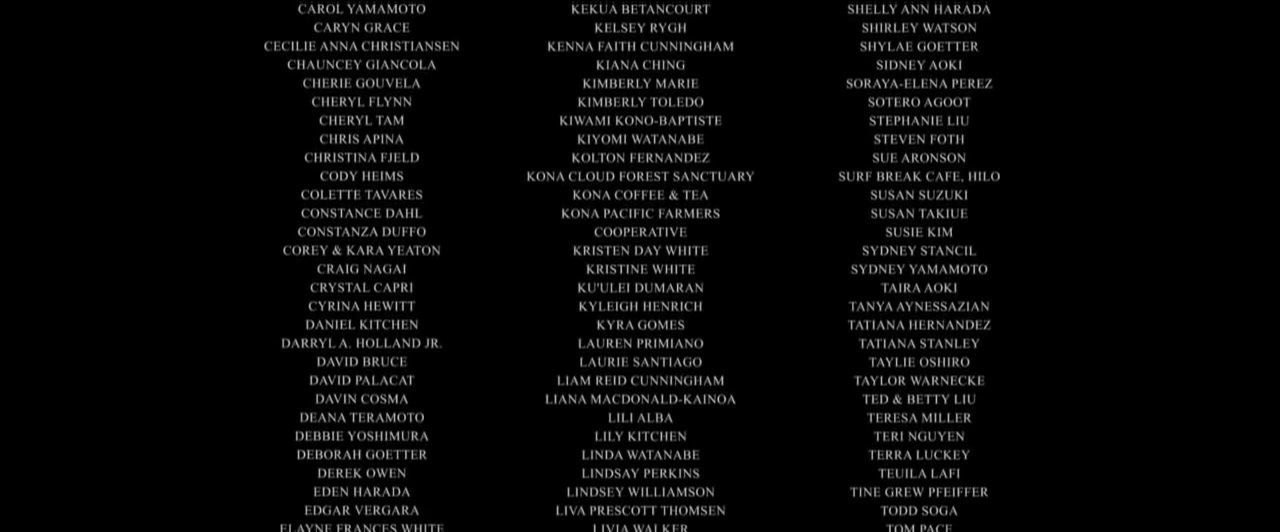 CAROL YAMAMOTO
CARYN GRACE
CECILIE ANNA CHRISTIANSEN
CHAUNCEY GIANCOLA
CHERIE GOUVELA
CHERYL FLYNN
CHERYL TAM
CHRIS APINA
CHRISTINA FJELD
CODY HEIMS
COLETTE TAVARES
CONSTANCE DAHL
CONSTANZA DUFFO
COREY & KARA YEATON
CRAIG NAGAI
CRYSTAL CAPRI
CYRINA HEWITT
DANIEL KITCHEN
DARRYL A. HOLLAND JR.
DAVID BRUCE
DAVID PALACAT
DAVIN COSMA
DEANA TERAMOTO
DEBBIE YOSHIMURA
DEBORAH GOETTER
DEREK OWEN
EDEN HARADA
EDGAR VERGARA
ELAYNE FRANCES WHITE
KEKUA BETANCOURT
KELSEY RYGH
KENNA FAITH CUNNINGHAM
KIANA CHING
KIMBERLY MARIE
KIMBERLY TOLEDO
KIWAMI KONO-BAPTISTE
KIYOMI WATANABE
KOLTON FERNANDEZ
KONA CLOUD FOREST SANCTUARY
KONA COFFEE & TEA
KONA PACIFIC FARMERS
COOPERATIVE
KRISTEN DAY WHITE
KRISTINE WHITE
KU'ULEI DUMARAN
KYLEIGH HENRICH
KYRA GOMES
LAUREN PRIMIANO
LAURIE SANTIAGO
LIAM REID CUNNINGHAM
LIANA MACDONALD-KAINOA
LILI ALBA
LILY KITCHEN
LINDA WATANABE
LINDSAY PERKINS
LINDSEY WILLIAMSON
LIVA PRESCOTT THOMSEN
LIVIA WALKER
SHELLY ANN HARADA
SHIRLEY WATSON
SHYLAE GOETTER
SIDNEY AOKI
SORAYA-ELENA PEREZ
SOTERO AGOOT
STEPHANIE LIU
STEVEN FOTH
SUE ARONSON
SURF BREAK CAFE, HILO
SUSAN SUZUKI
SUSAN TAKIUE
SUSIE KIM
SYDNEY STANCIL
SYDNEY YAMAMOTO
TAIRA AOKI
TANYA AYNESSAZIAN
TATIANA HERNANDEZ
TATIANA STANLEY
TAYLIE OSHIRO
TAYLOR WARNECKE
TED & BETTY LIU
TERESA MILLER
TERI NGUYEN
TERRA LUCKEY
TEUILA LAFI
TINE GREW PFEIFFER
TODD SOGA
TOM PACE